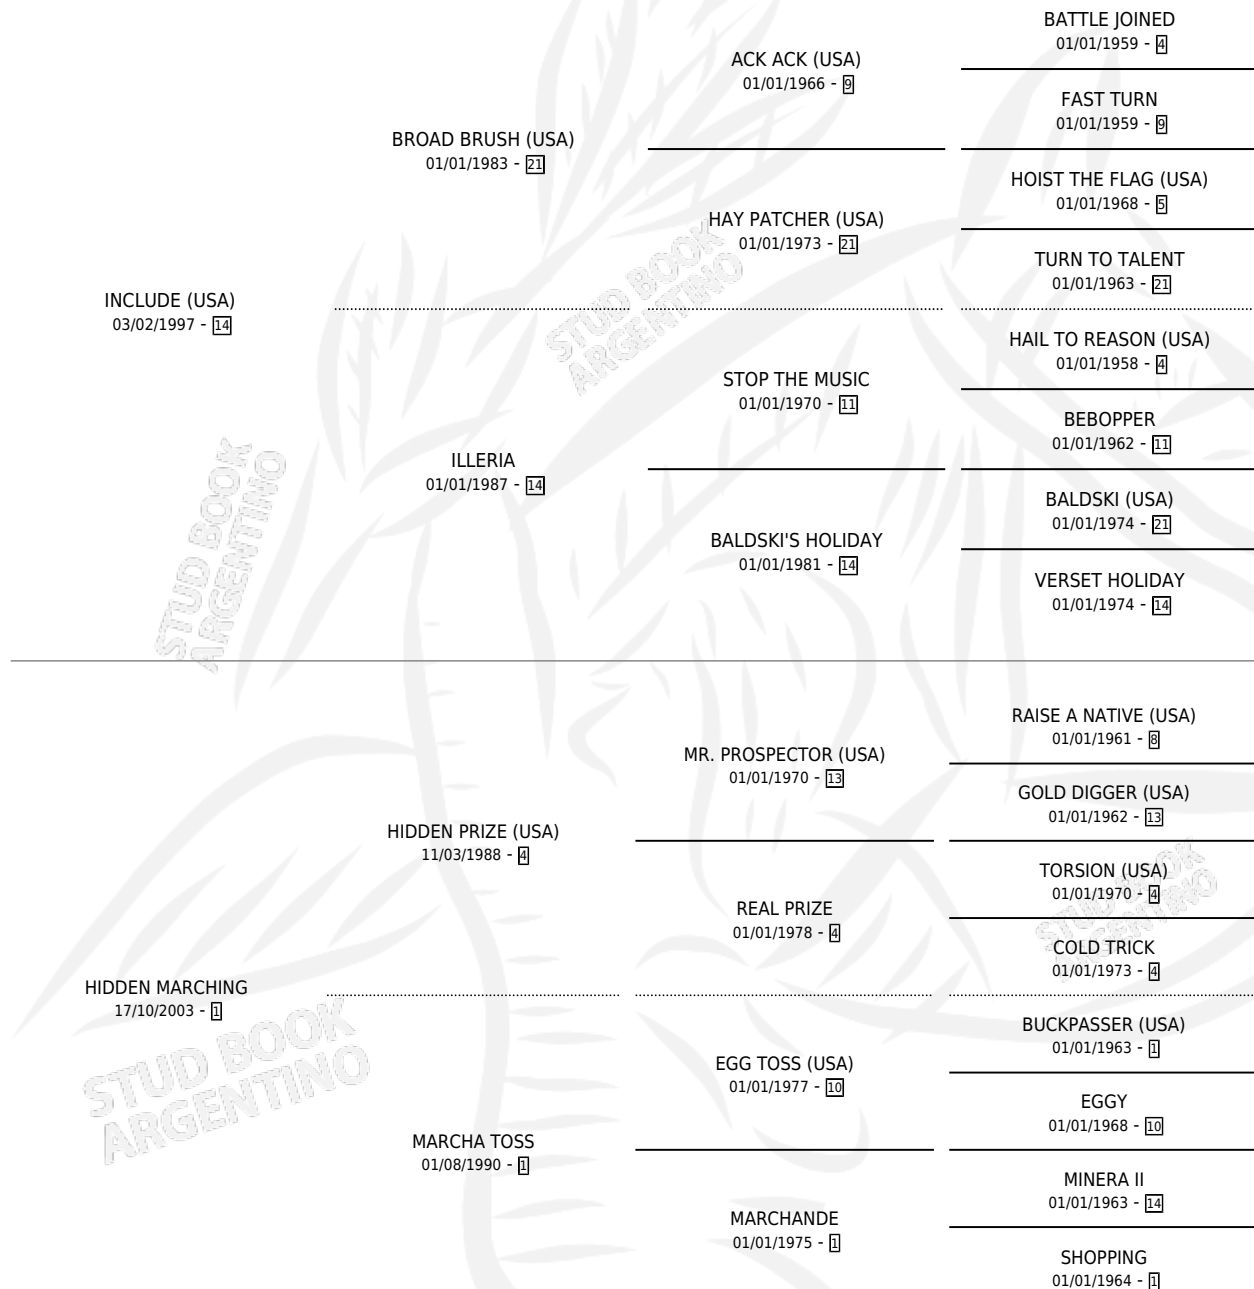 BATTLE JOINED
01/01/1959 - 4
ACK ACK (USA)
01/01/1966 - 9
FAST TURN
01/01/1959 - 9
BROAD BRUSH (USA)
01/01/1983 - 21
HOIST THE FLAG (USA)
01/01/1968 - 5
HAY PATCHER (USA)
01/01/1973 - 21
TURN TO TALENT
01/01/1963 - 21
INCLUDE (USA)
03/02/1997 - 14
HAIL TO REASON (USA)
01/01/1958 - 4
STOP THE MUSIC
01/01/1970 - 11
BEBOPPER
01/01/1962 - 11
ILLERIA
01/01/1987 - 14
BALDSKI (USA)
01/01/1974 - 21
BALDSKI'S HOLIDAY
01/01/1981 - 14
VERSET HOLIDAY
01/01/1974 - 14
RAISE A NATIVE (USA)
01/01/1961 - 8
MR. PROSPECTOR (USA)
01/01/1970 - 13
GOLD DIGGER (USA)
01/01/1962 - 13
HIDDEN PRIZE (USA)
11/03/1988 - 4
TORSION (USA)
01/01/1970 - 4
REAL PRIZE
01/01/1978 - 4
COLD TRICK
01/01/1973 - 4
HIDDEN MARCHING
17/10/2003 - 1
BUCKPASSER (USA)
01/01/1963 - 1
EGG TOSS (USA)
01/01/1977 - 10
EGGY
01/01/1968 - 10
MARCHA TOSS
01/08/1990 - 1
MINERA II
01/01/1963 - 14
MARCHANDE
01/01/1975 - 1
SHOPPING
01/01/1964 - 1
STUD BOOK
ARGENTINO
STUD BOOK
ARGENTINO
STUD BOOK
ARGENTINO
STUD BOOK
ARGENTINO